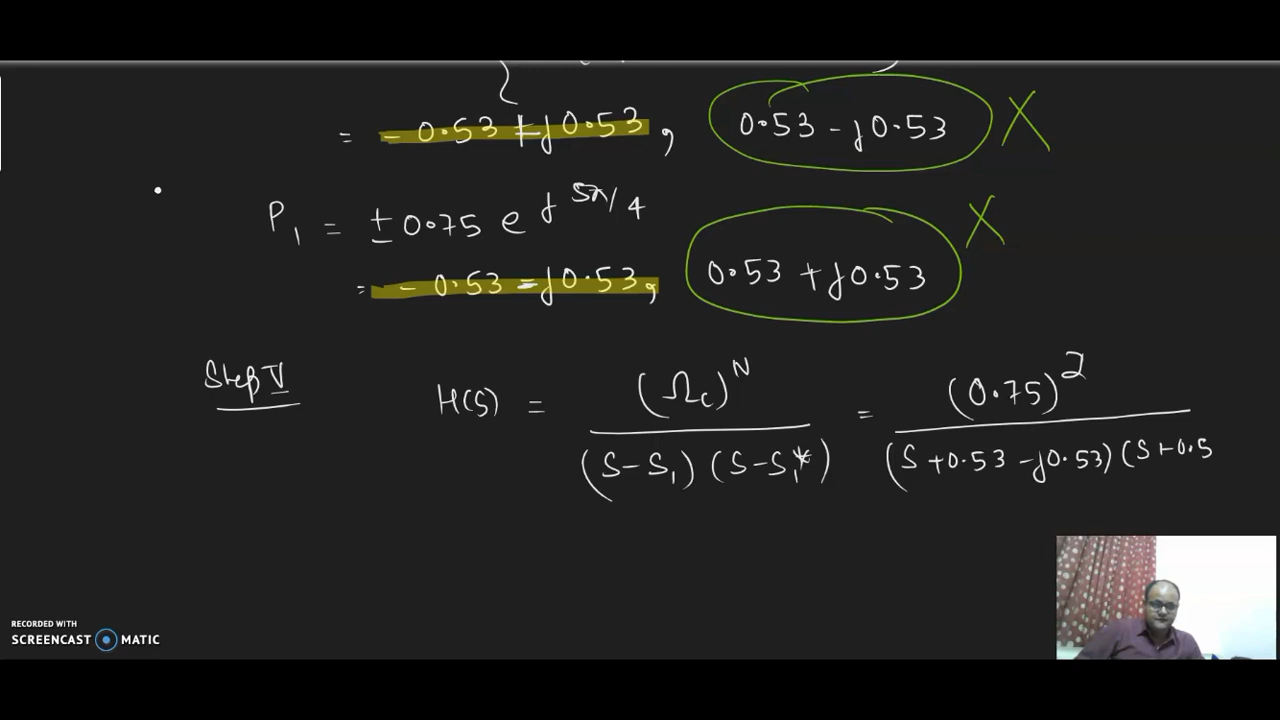 = - 0.53 + j0.53 , 0.53 - j0.53 X
P1 = ± 0.75 e j 5π/4
= - 0.53 - j0.53 , 0.53 + j0.53 X
Step V H(S) = (Ωc)^N / (S-S1) (S-S1*) = (0.75)^2 / (S+0.53-j0.53) (S+0.5
RECORDED WITH
SCREENCAST MATIC